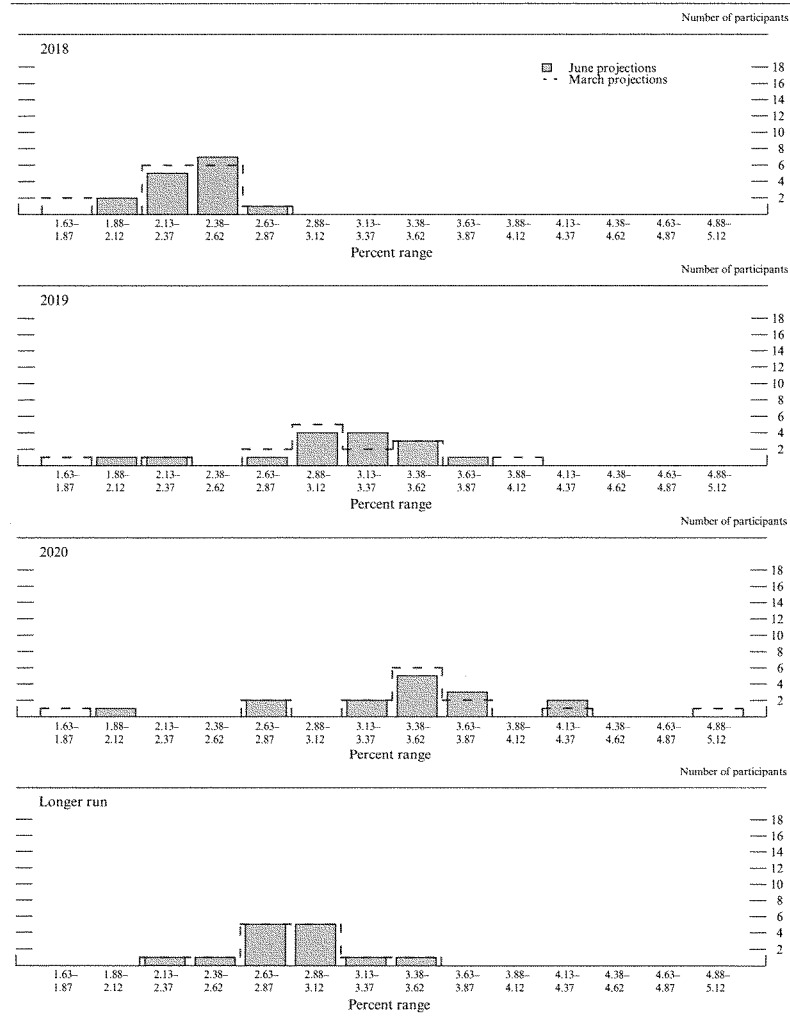 Number of participants
2018
June projections
March projections
18
16
14
12
10
8
6
4
2
1.63– 1.88– 2.13– 2.38– 2.63– 2.88– 3.13– 3.38– 3.63– 3.88– 4.13– 4.38– 4.63– 4.88–
1.87 2.12 2.37 2.62 2.87 3.12 3.37 3.62 3.87 4.12 4.37 4.62 4.87 5.12
Percent range
Number of participants
2019
18
16
14
12
10
8
6
4
2
1.63– 1.88– 2.13– 2.38– 2.63– 2.88– 3.13– 3.38– 3.63– 3.88– 4.13– 4.38– 4.63– 4.88–
1.87 2.12 2.37 2.62 2.87 3.12 3.37 3.62 3.87 4.12 4.37 4.62 4.87 5.12
Percent range
Number of participants
2020
18
16
14
12
10
8
6
4
2
1.63– 1.88– 2.13– 2.38– 2.63– 2.88– 3.13– 3.38– 3.63– 3.88– 4.13– 4.38– 4.63– 4.88–
1.87 2.12 2.37 2.62 2.87 3.12 3.37 3.62 3.87 4.12 4.37 4.62 4.87 5.12
Percent range
Number of participants
Longer run
18
16
14
12
10
8
6
4
2
1.63– 1.88– 2.13– 2.38– 2.63– 2.88– 3.13– 3.38– 3.63– 3.88– 4.13– 4.38– 4.63– 4.88–
1.87 2.12 2.37 2.62 2.87 3.12 3.37 3.62 3.87 4.12 4.37 4.62 4.87 5.12
Percent range